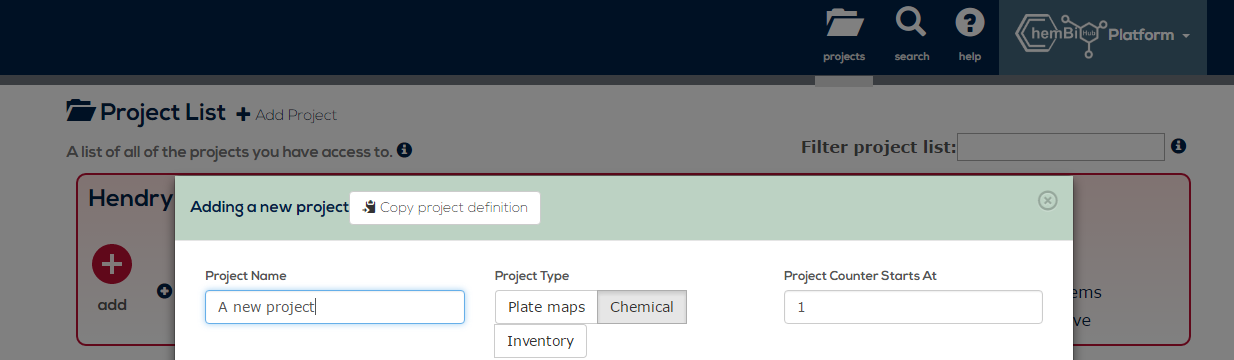 hemBi Hub Platform
projects search help
Project List + Add Project
A list of all of the projects you have access to.
Filter project list:
Hendry
Adding a new project Copy project definition
Project Name Project Type Project Counter Starts At
A new project Plate maps Chemical 1
Inventory
add
ems
ve